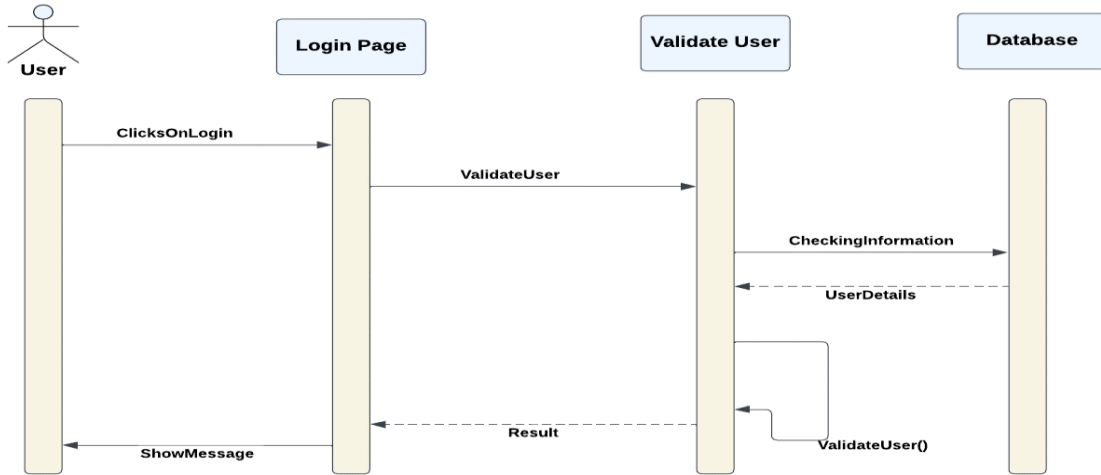 User
Login Page
Validate User
Database
ClicksOnLogin
ValidateUser
CheckingInformation
UserDetails
Result
ValidateUser()
ShowMessage